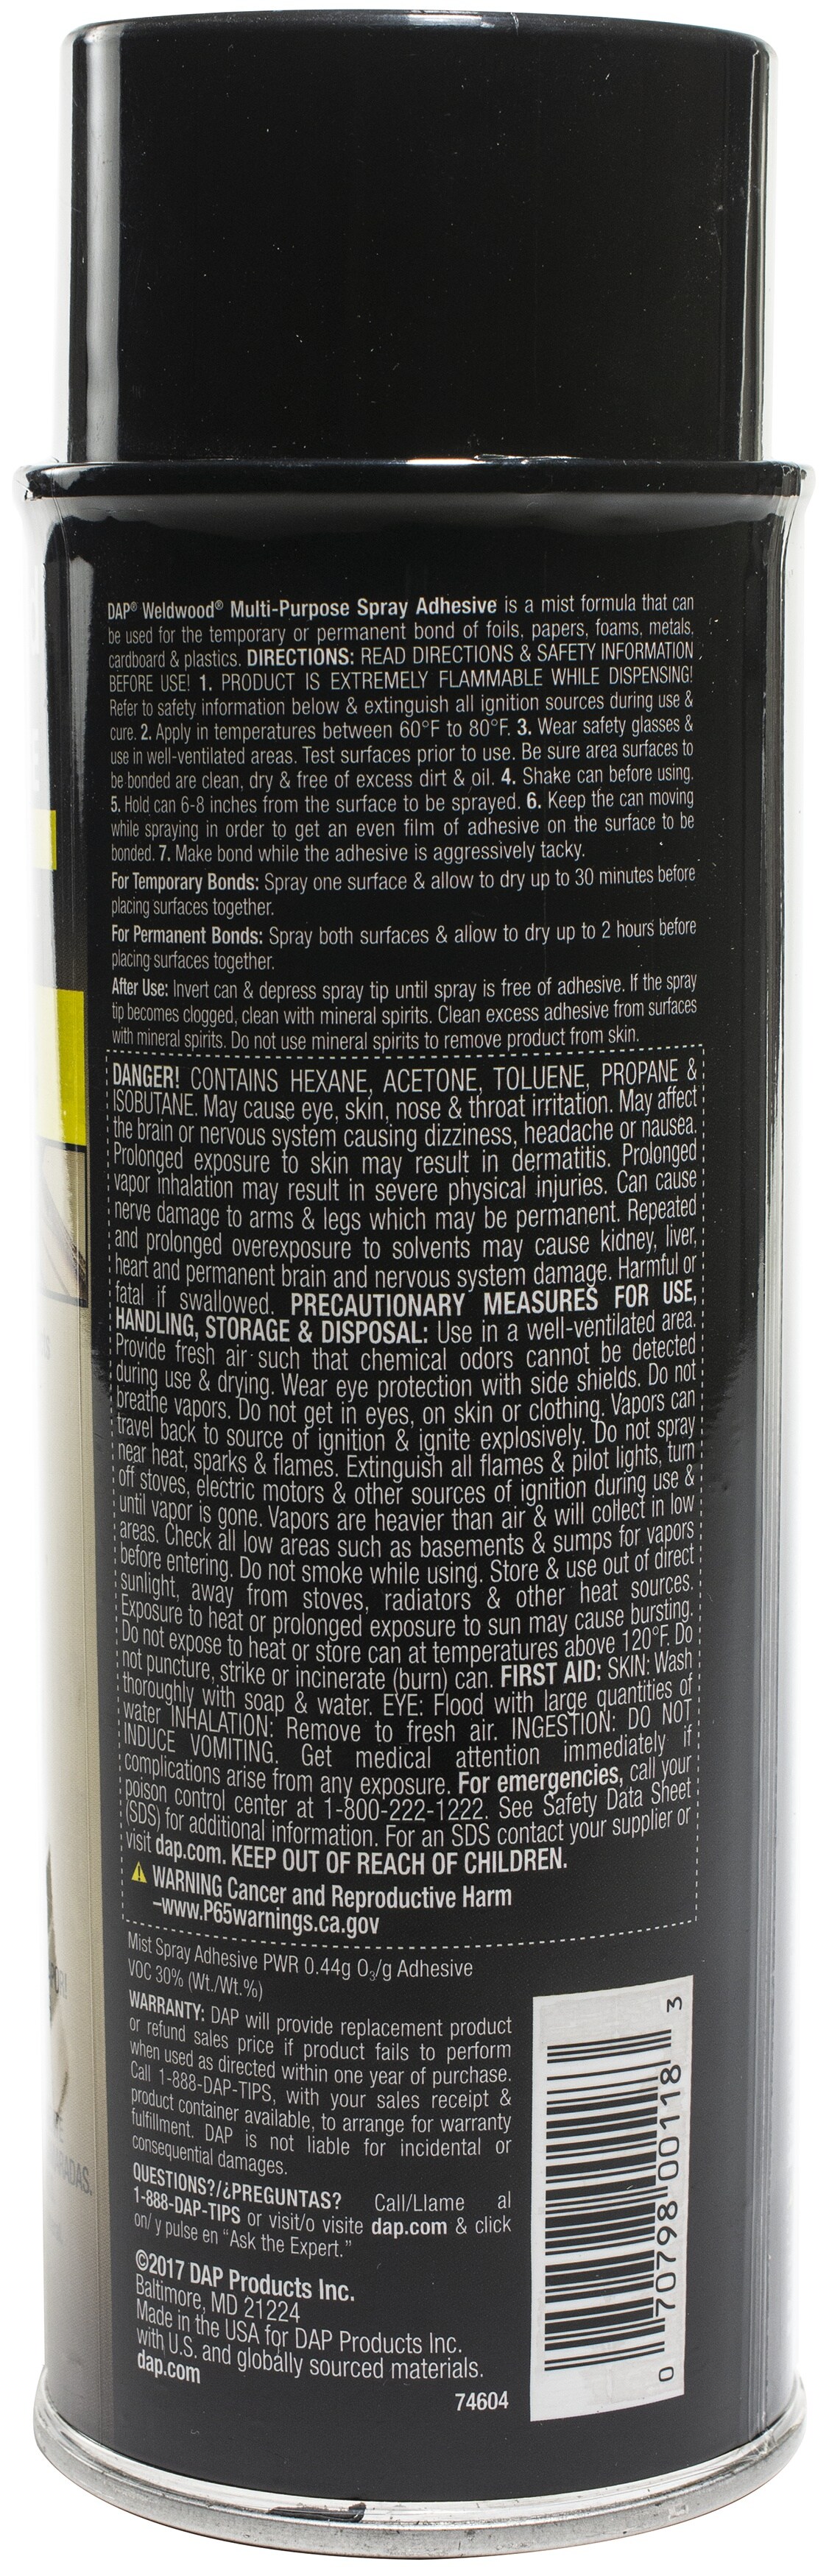 DAP® Weldwood® Multi-Purpose Spray Adhesive is a mist formula that can
be used for the temporary or permanent bond of foils, papers, foams, metals,
cardboard & plastics. DIRECTIONS: READ DIRECTIONS & SAFETY INFORMATION
BEFORE USE! 1. PRODUCT IS EXTREMELY FLAMMABLE WHILE DISPENSING!
Refer to safety information below & extinguish all ignition sources during use &
cure. 2. Apply in temperatures between 60°F to 80°F. 3. Wear safety glasses &
use in well-ventilated areas. Test surfaces prior to use. Be sure area surfaces to
be bonded are clean, dry & free of excess dirt & oil. 4. Shake can before using.
5. Hold can 6-8 inches from the surface to be sprayed. 6. Keep the can moving
while spraying in order to get an even film of adhesive on the surface to be
bonded. 7. Make bond while the adhesive is aggressively tacky.
For Temporary Bonds: Spray one surface & allow to dry up to 30 minutes before
placing surfaces together.
For Permanent Bonds: Spray both surfaces & allow to dry up to 2 hours before
placing surfaces together.
After Use: Invert can & depress spray tip until spray is free of adhesive. If the spray
tip becomes clogged, clean with mineral spirits. Clean excess adhesive from surfaces
with mineral spirits. Do not use mineral spirits to remove product from skin.
DANGER! CONTAINS HEXANE, ACETONE, TOLUENE, PROPANE &
ISOBUTANE. May cause eye, skin, nose & throat irritation. May affect
the brain or nervous system causing dizziness, headache or nausea.
Prolonged exposure to skin may result in dermatitis. Prolonged
vapor inhalation may result in severe physical injuries. Can cause
nerve damage to arms & legs which may be permanent. Repeated
and prolonged overexposure to solvents may cause kidney, liver,
heart and permanent brain and nervous system damage. Harmful or
fatal if swallowed. PRECAUTIONARY MEASURES FOR USE,
HANDLING, STORAGE & DISPOSAL: Use in a well-ventilated area.
Provide fresh air such that chemical odors cannot be detected
during use & drying. Wear eye protection with side shields. Do not
breathe vapors. Do not get in eyes, on skin or clothing. Vapors can
travel back to source of ignition & ignite explosively. Do not spray
near heat, sparks & flames. Extinguish all flames & pilot lights, turn
off stoves, electric motors & other sources of ignition during use &
until vapor is gone. Vapors are heavier than air & will collect in low
areas. Check all low areas such as basements & sumps for vapors
before entering. Do not smoke while using. Store & use out of direct
sunlight, away from stoves, radiators & other heat sources.
Exposure to heat or prolonged exposure to sun may cause bursting.
Do not expose to heat or store can at temperatures above 120°F. Do
not puncture, strike or incinerate (burn) can. FIRST AID: SKIN: Wash
thoroughly with soap & water. EYE: Flood with large quantities of
water INHALATION: Remove to fresh air. INGESTION: DO NOT
INDUCE VOMITING. Get medical attention immediately if
complications arise from any exposure. For emergencies, call your
poison control center at 1-800-222-1222. See Safety Data Sheet
(SDS) for additional information. For an SDS contact your supplier or
visit dap.com. KEEP OUT OF REACH OF CHILDREN.
WARNING Cancer and Reproductive Harm
–www.P65warnings.ca.gov
Mist Spray Adhesive PWR 0.44g O₃/g Adhesive
VOC 30% (Wt./Wt.%)
WARRANTY: DAP will provide replacement product
or refund sales price if product fails to perform
when used as directed within one year of purchase.
Call 1-888-DAP-TIPS, with your sales receipt &
product container available, to arrange for warranty
fulfillment. DAP is not liable for incidental or
consequential damages.
QUESTIONS?/¿PREGUNTAS? Call/Llame al
1-888-DAP-TIPS or visit/o visite dap.com & click
on/ y pulse en “Ask the Expert.”
©2017 DAP Products Inc.
Baltimore, MD 21224
Made in the USA for DAP Products Inc.
with U.S. and globally sourced materials.
dap.com
74604
0 70798 00118 3